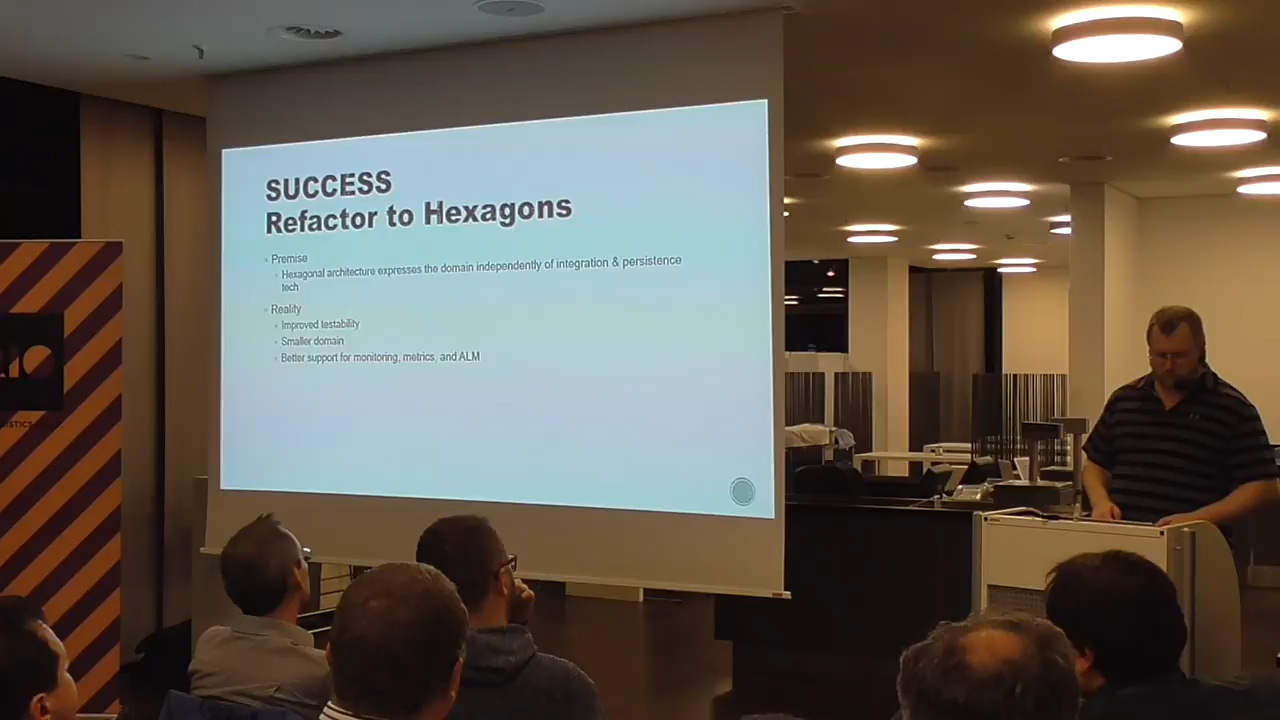 SUCCESS
Refactor to Hexagons
Premise
Hexagonal architecture expresses the domain independently of integration & persistence
tech
Reality
Improved testability
Smaller domain
Better support for monitoring, metrics, and ALM